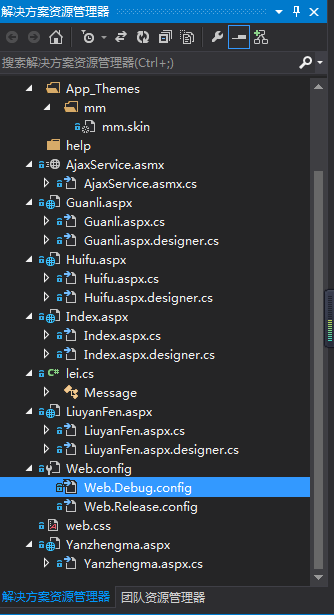 解决方案资源管理器
搜索解决方案资源管理器(Ctrl+;)
App_Themes
mm
mm.skin
help
AjaxService.asmx
AjaxService.asmx.cs
Guanli.aspx
Guanli.aspx.cs
Guanli.aspx.designer.cs
Huifu.aspx
Huifu.aspx.cs
Huifu.aspx.designer.cs
Index.aspx
Index.aspx.cs
Index.aspx.designer.cs
C# lei.cs
Message
LiuyanFen.aspx
LiuyanFen.aspx.cs
LiuyanFen.aspx.designer.cs
Web.config
Web.Debug.config
Web.Release.config
web.css
Yanzhengma.aspx
Yanzhengma.aspx.cs
解决方案资源管理器 团队资源管理器